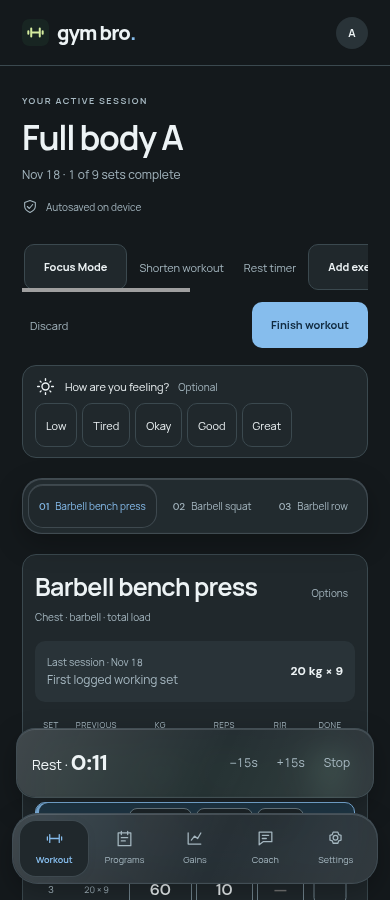 gym bro.
A
YOUR ACTIVE SESSION
Full body A
Nov 18 · 1 of 9 sets complete
Autosaved on device
Focus Mode Shorten workout Rest timer Add exe
Discard Finish workout
How are you feeling? Optional
Low Tired Okay Good Great
01 Barbell bench press 02 Barbell squat 03 Barbell row
Barbell bench press Options
Chest · barbell · total load
Last session · Nov 18
First logged working set
20 kg × 9
SET PREVIOUS KG REPS RIR DONE
Rest · 0:11 −15s +15s Stop
Workout Programs Gains Coach Settings
3 20 × 9 60 10 —